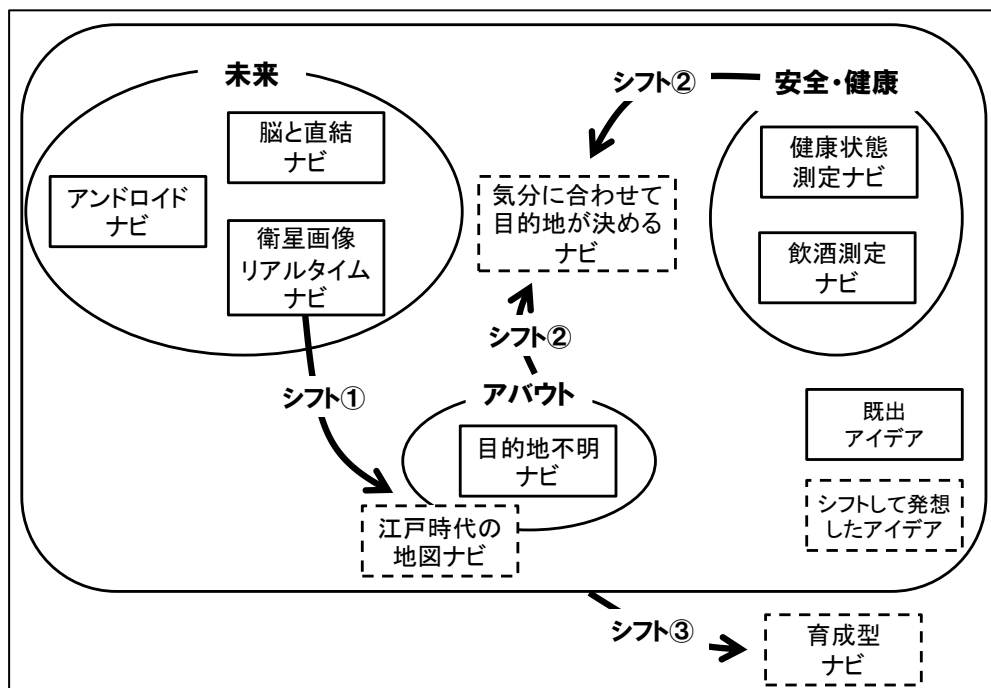 未来
脳と直結
ナビ
アンドロイド
ナビ
衛星画像
リアルタイム
ナビ
シフト②
安全・健康
健康状態
測定ナビ
飲酒測定
ナビ
気分に合わせて
目的地が決める
ナビ
シフト②
シフト①
アバウト
目的地不明
ナビ
江戸時代の
地図ナビ
既出
アイデア
シフトして発想
したアイデア
シフト③
育成型
ナビ